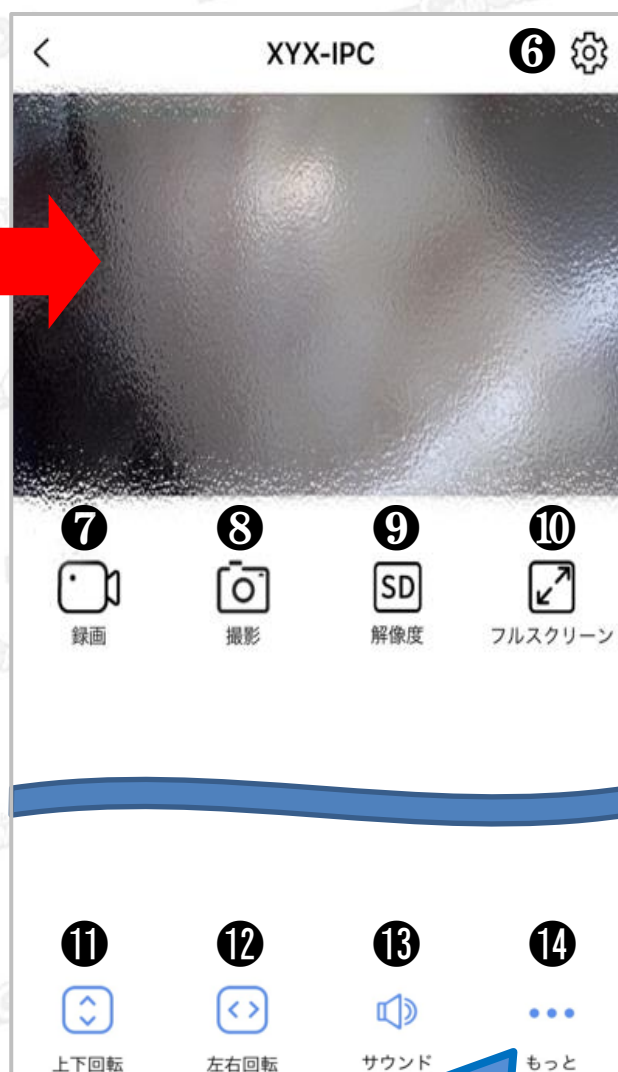 XYX-IPC ❻
❼ ❽ ❾ ❿
SD
録画 撮影 解像度 フルスクリーン
⓫ ⓬ ⓭ ⓮
上下回転 左右回転 サウンド もっと